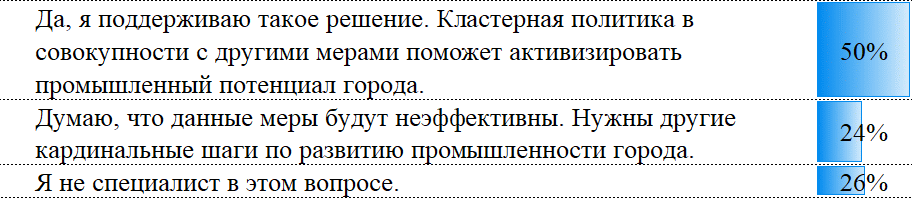 Да, я поддерживаю такое решение. Кластерная политика в
совокупности с другими мерами поможет активизировать
промышленный потенциал города.
50%
Думаю, что данные меры будут неэффективны. Нужны другие
кардинальные шаги по развитию промышленности города.
24%
Я не специалист в этом вопросе.
26%